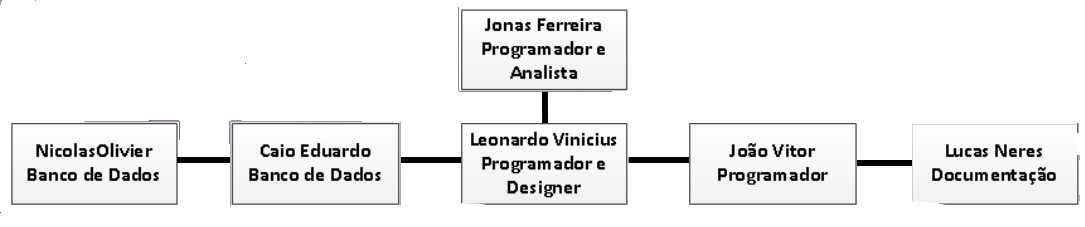 Jonas Ferreira
Programador e
Analista
NicolasOlivier
Banco de Dados
Caio Eduardo
Banco de Dados
Leonardo Vinicius
Programador e
Designer
João Vitor
Programador
Lucas Neres
Documentação